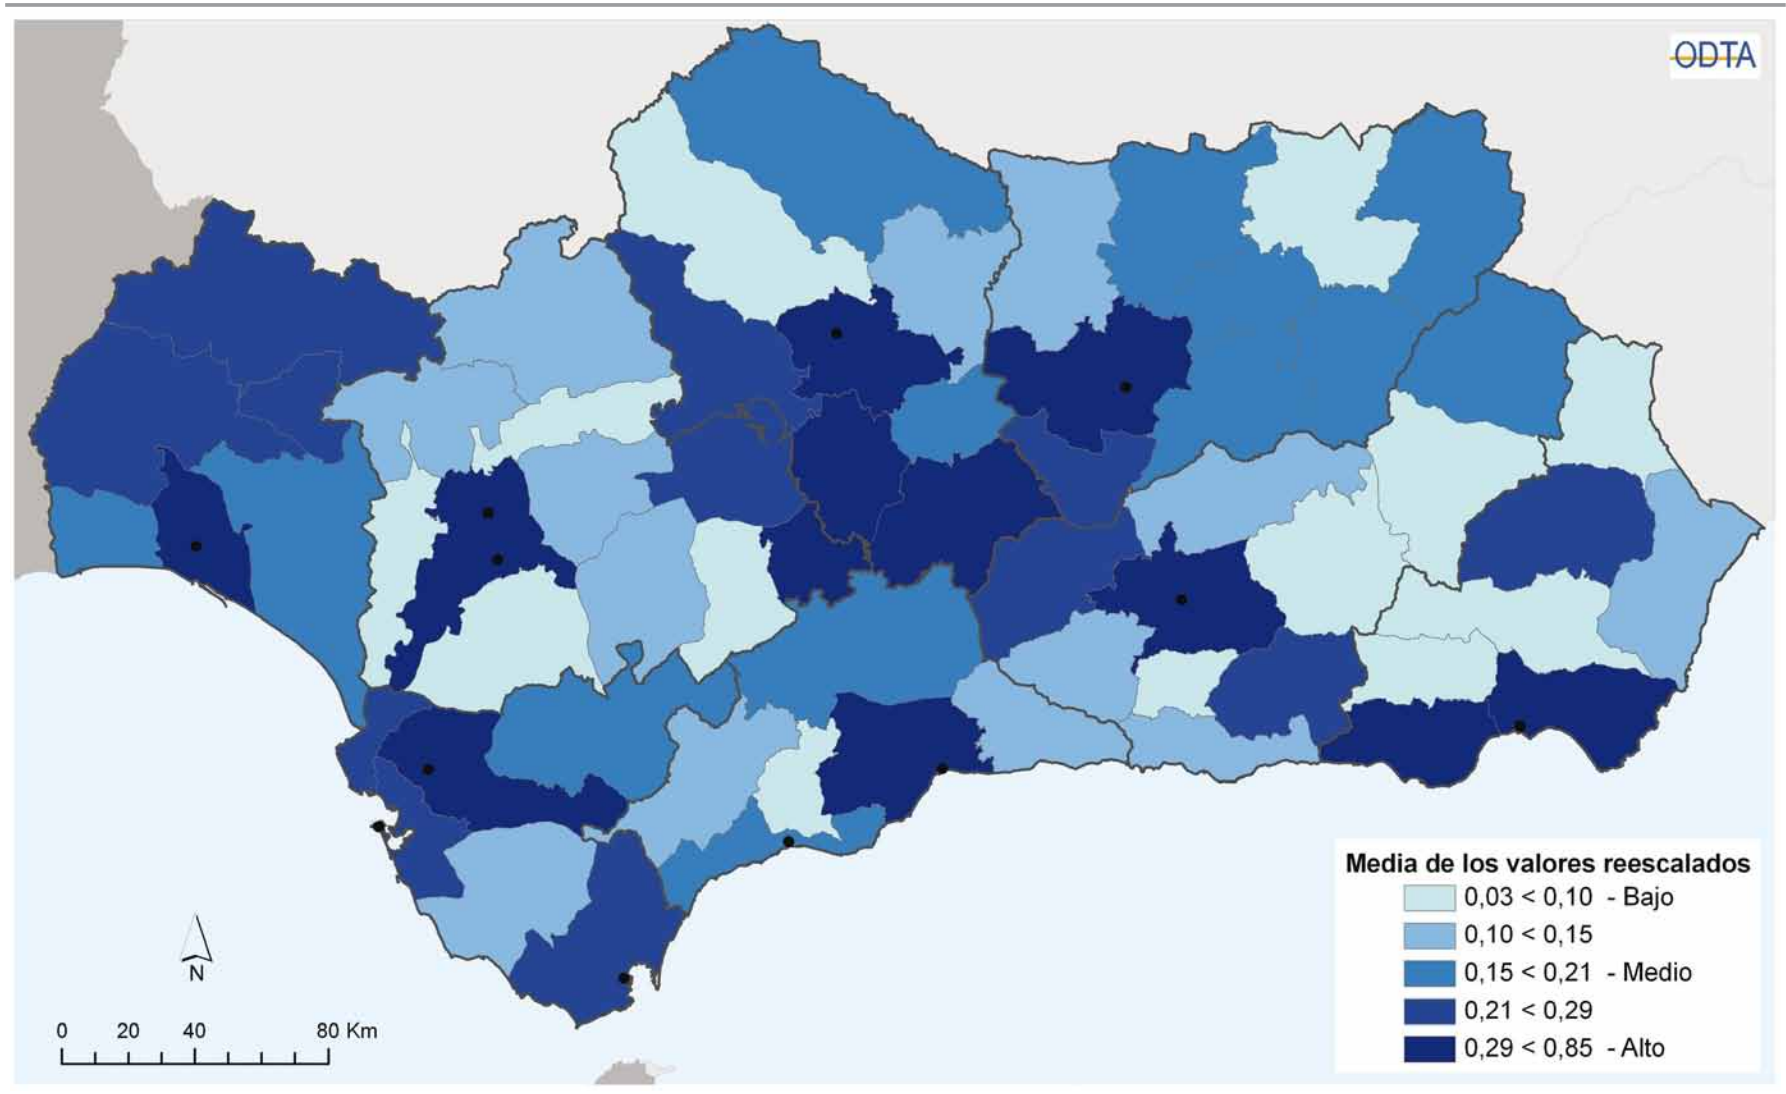 ODTA
Media de los valores reescalados
0,03 < 0,10 - Bajo
0,10 < 0,15
0,15 < 0,21 - Medio
0,21 < 0,29
0,29 < 0,85 - Alto
N
0 20 40 80 Km